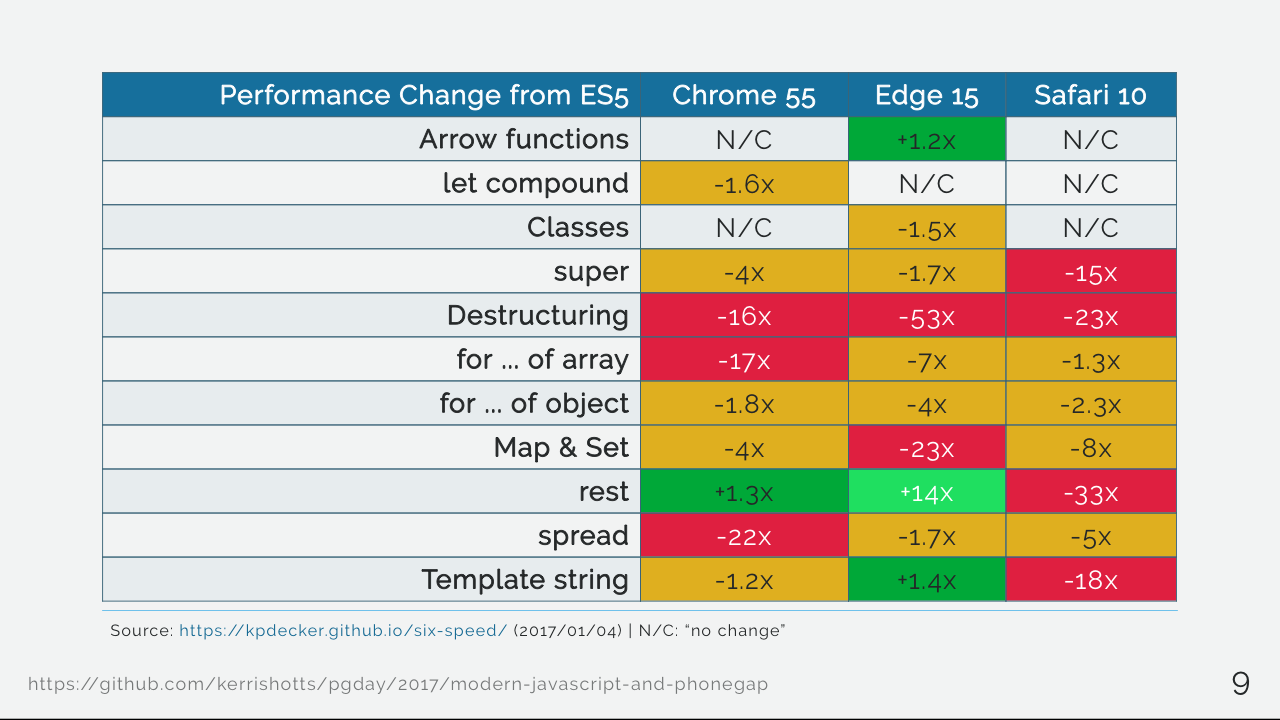 Performance Change from ES5 Chrome 55 Edge 15 Safari 10
Arrow functions N/C +1.2x N/C
let compound -1.6x N/C N/C
Classes N/C -1.5x N/C
super -4x -1.7x -15x
Destructuring -16x -53x -23x
for ... of array -17x -7x -1.3x
for ... of object -1.8x -4x -2.3x
Map & Set -4x -23x -8x
rest +1.3x +14x -33x
spread -22x -1.7x -5x
Template string -1.2x +1.4x -18x
Source: https://kpdecker.github.io/six-speed/ (2017/01/04) | N/C: “no change”
https://github.com/kerrishotts/pgday/2017/modern-javascript-and-phonegap 9